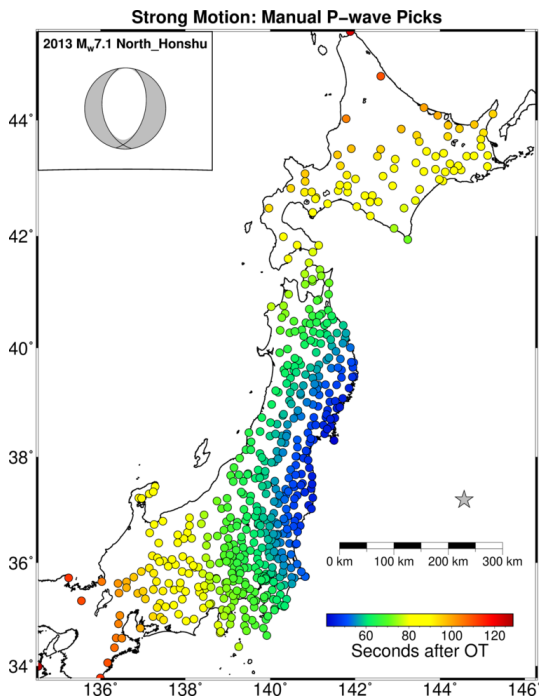 Strong Motion: Manual P−wave Picks
2013 Mw7.1 North_Honshu
44°
42°
40°
38°
36°
34°
0 km 100 km 200 km 300 km
60 80 100 120
Seconds after OT
136° 138° 140° 142° 144° 146°